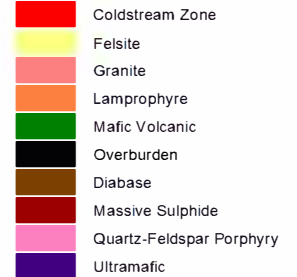 Coldstream Zone
Felsite
Granite
Lamprophyre
Mafic Volcanic
Overburden
Diabase
Massive Sulphide
Quartz-Feldspar Porphyry
Ultramafic